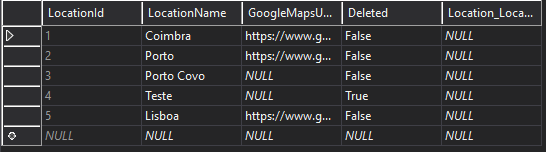 LocationId LocationName GoogleMapsU... Deleted Location_Loca...
1 Coimbra https://www.g... False NULL
2 Porto https://www.g... False NULL
3 Porto Covo NULL False NULL
4 Teste NULL True NULL
5 Lisboa https://www.g... False NULL
NULL NULL NULL NULL NULL